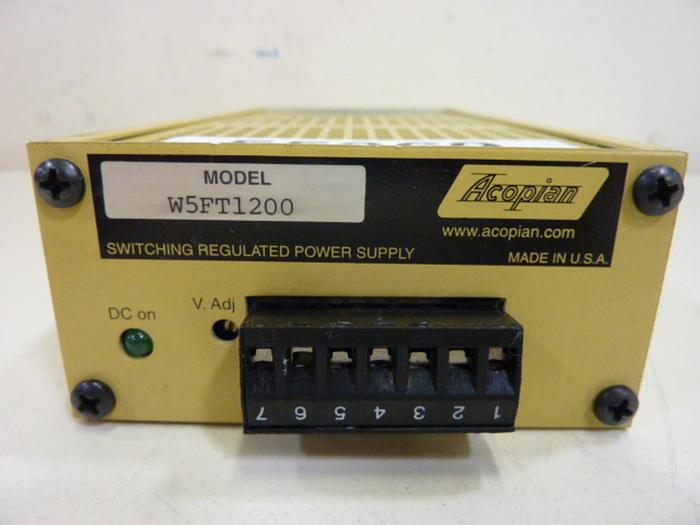 MODEL
W5FT1200
Acopian
www.acopian.com
SWITCHING REGULATED POWER SUPPLY
MADE IN U.S.A.
DC on
V. Adj
7 6 5 4 3 2 1